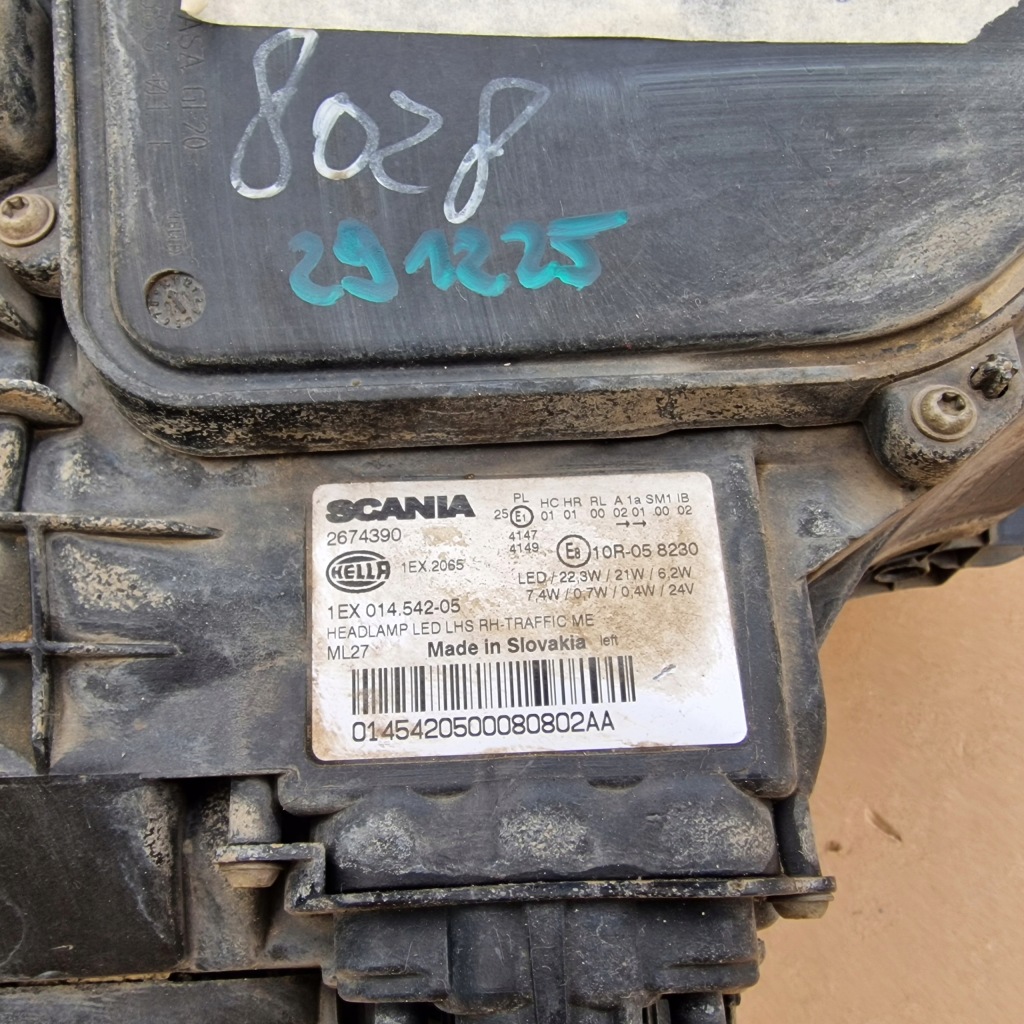 8028
291225
SCANIA
2674390
HELLA 1EX.2065
1EX 014.542-05
HEADLAMP LED LHS RH-TRAFFIC ME
ML27 Made in Slovakia left
PL HC HR RL A 1a SM1 IB
25 E1 01 01 00 02 01 00 02
→→
4147
4149 E8 10R-05 8230
LED / 22,3W / 21W / 6,2W
7,4W / 0,7W / 0,4W / 24V
0145420500080802AA